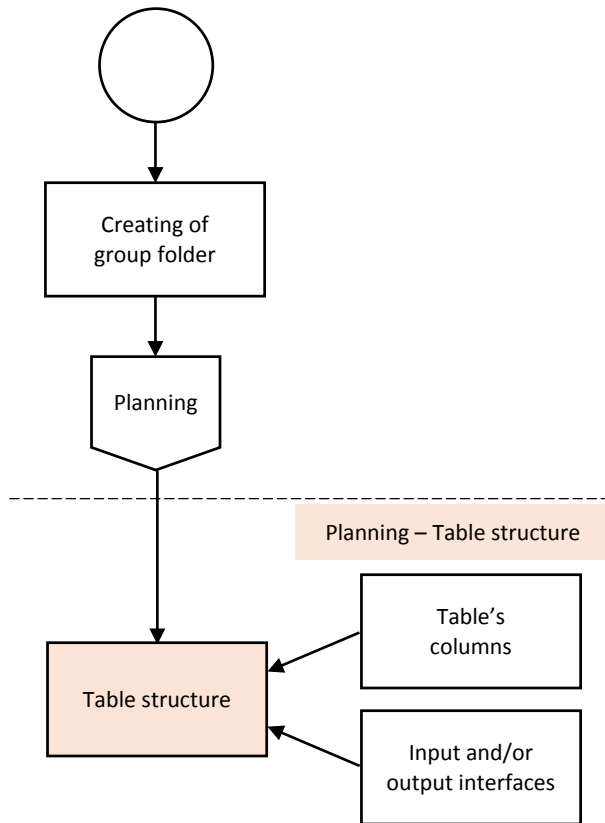 Creating of
group folder
Planning
Planning – Table structure
Table's
columns
Table structure
Input and/or
output interfaces